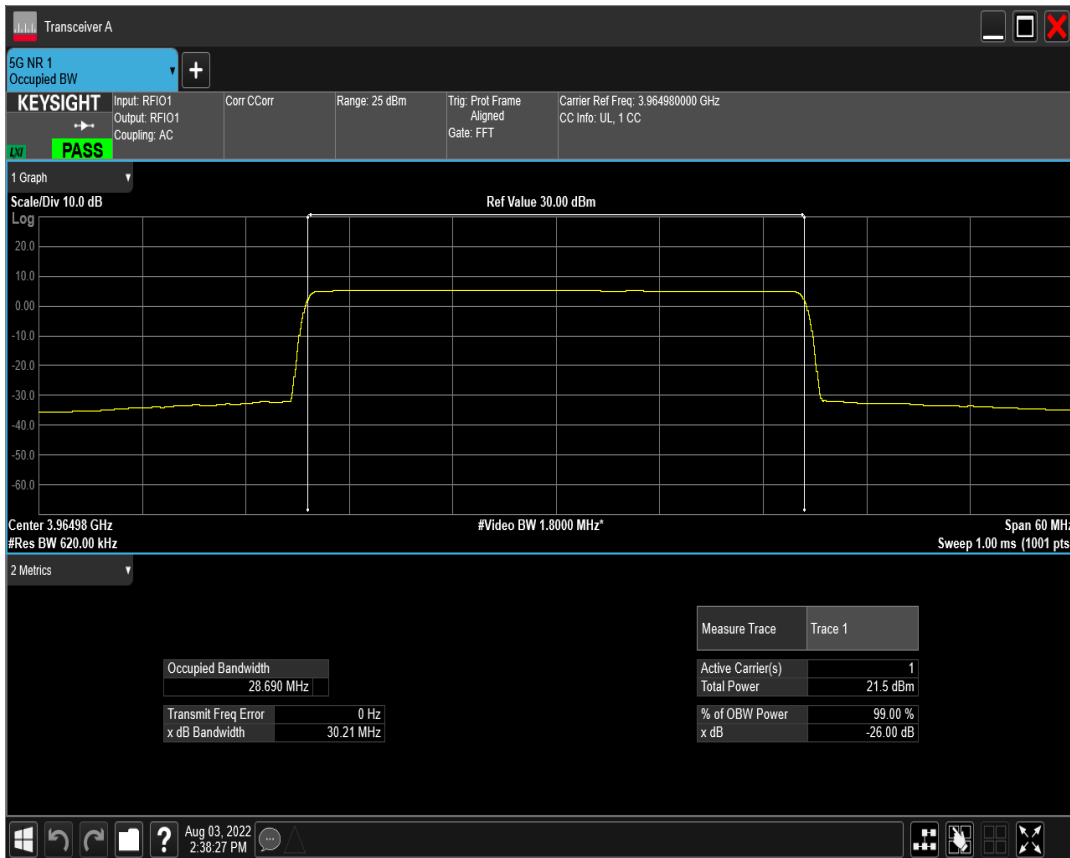 Transceiver A
5G NR 1
Occupied BW
+
KEYSIGHT
LXI
PASS
Input: RFIO1
Output: RFIO1
Coupling: AC
Corr CCorr
Range: 25 dBm
Trig: Prot Frame
Aligned
Gate: FFT
Carrier Ref Freq: 3.964980000 GHz
CC Info: UL, 1 CC
1 Graph
Scale/Div 10.0 dB
Ref Value 30.00 dBm
Log
20.0
10.0
0.00
-10.0
-20.0
-30.0
-40.0
-50.0
-60.0
Center 3.96498 GHz
#Video BW 1.8000 MHz*
Span 60 MHz
#Res BW 620.00 kHz
Sweep 1.00 ms (1001 pts
2 Metrics
Measure Trace Trace 1
Occupied Bandwidth
28.690 MHz
Active Carrier(s) 1
Total Power 21.5 dBm
Transmit Freq Error 0 Hz
x dB Bandwidth 30.21 MHz
% of OBW Power 99.00 %
x dB -26.00 dB
?
Aug 03, 2022
2:38:27 PM